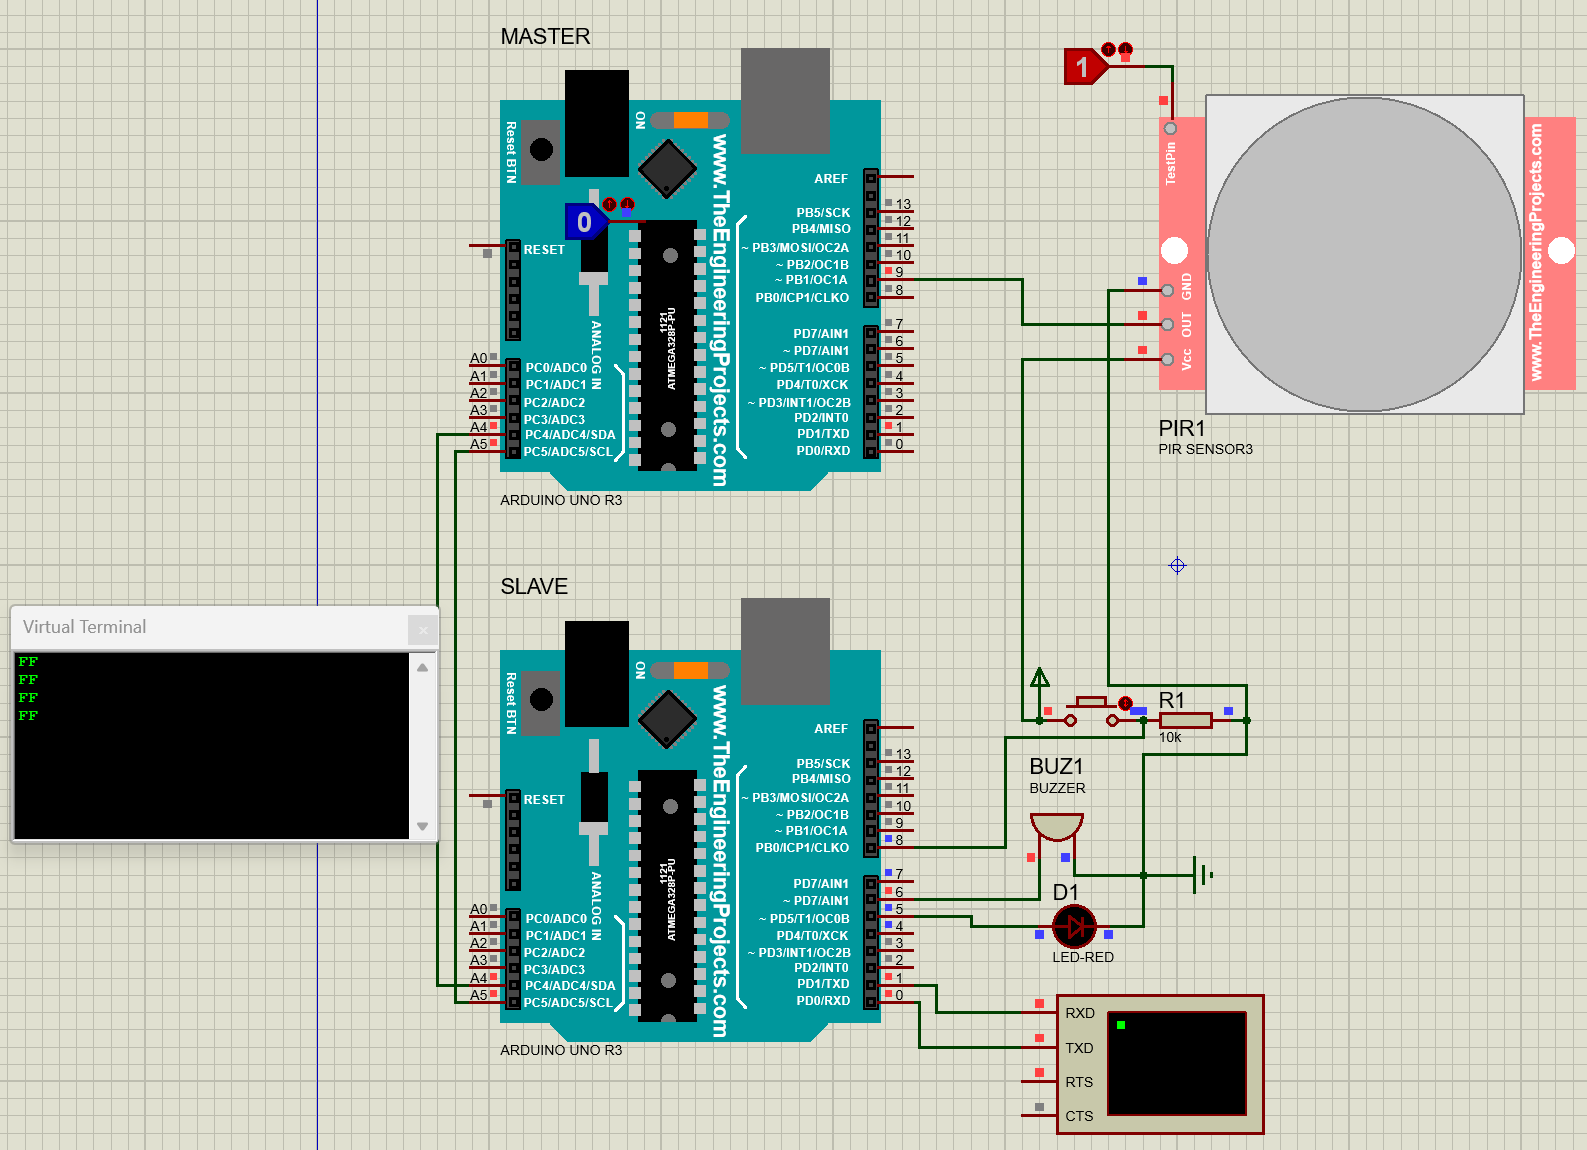 MASTER
Reset BTN
ON
www.TheEngineeringProjects.com
0
RESET
ANALOG IN
1121
ATMEGA328P-PU
AREF
PB5/SCK 13
PB4/MISO 12
~ PB3/MOSI/OC2A 11
~ PB2/OC1B 10
~ PB1/OC1A 9
PB0/ICP1/CLKO 8
PD7/AIN1 7
~ PD7/AIN1 6
~ PD5/T1/OC0B 5
PD4/T0/XCK 4
~ PD3/INT1/OC2B 3
PD2/INT0 2
PD1/TXD 1
PD0/RXD 0
A0 PC0/ADC0
A1 PC1/ADC1
A2 PC2/ADC2
A3 PC3/ADC3
A4 PC4/ADC4/SDA
A5 PC5/ADC5/SCL
ARDUINO UNO R3
1
TestPin
GND
OUT
Vcc
www.TheEngineeringProjects.com
PIR1
PIR SENSOR3
SLAVE
Reset BTN
ON
www.TheEngineeringProjects.com
RESET
ANALOG IN
1121
ATMEGA328P-PU
AREF
PB5/SCK 13
PB4/MISO 12
~ PB3/MOSI/OC2A 11
~ PB2/OC1B 10
~ PB1/OC1A 9
PB0/ICP1/CLKO 8
PD7/AIN1 7
~ PD7/AIN1 6
~ PD5/T1/OC0B 5
PD4/T0/XCK 4
~ PD3/INT1/OC2B 3
PD2/INT0 2
PD1/TXD 1
PD0/RXD 0
A0 PC0/ADC0
A1 PC1/ADC1
A2 PC2/ADC2
A3 PC3/ADC3
A4 PC4/ADC4/SDA
A5 PC5/ADC5/SCL
ARDUINO UNO R3
Virtual Terminal
FF
FF
FF
FF
R1
10k
BUZ1
BUZZER
D1
LED-RED
RXD
TXD
RTS
CTS